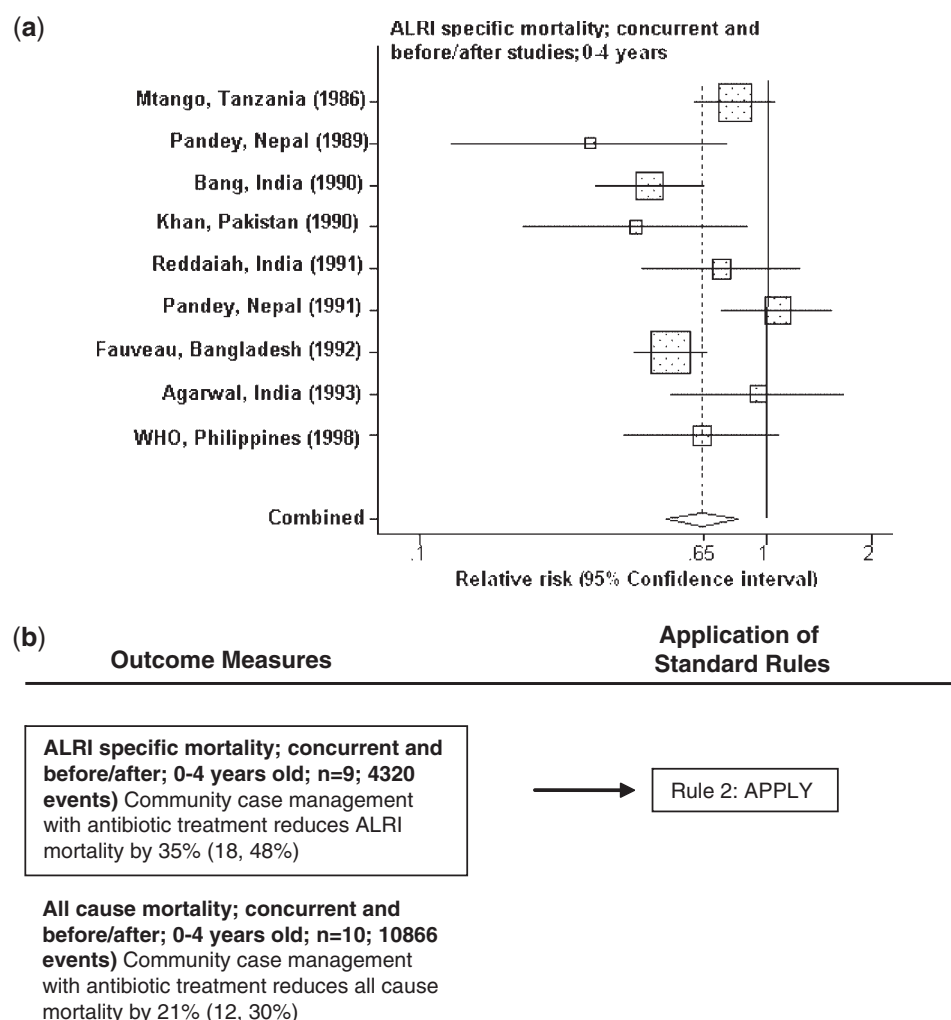 (a)
ALRI specific mortality; concurrent and
before/after studies;0-4 years
Mtango, Tanzania (1986)
Pandey, Nepal (1989)
Bang, India (1990)
Khan, Pakistan (1990)
Reddaiah, India (1991)
Pandey, Nepal (1991)
Fauveau, Bangladesh (1992)
Agarwal, India (1993)
WHO, Philippines (1998)
Combined
.1 .65 1 2
Relative risk (95% Confidence interval)
(b)
Outcome Measures
Application of
Standard Rules
ALRI specific mortality; concurrent and
before/after; 0-4 years old; n=9; 4320
events) Community case management
with antibiotic treatment reduces ALRI
mortality by 35% (18, 48%)
Rule 2: APPLY
All cause mortality; concurrent and
before/after; 0-4 years old; n=10; 10866
events) Community case management
with antibiotic treatment reduces all cause
mortality by 21% (12, 30%)